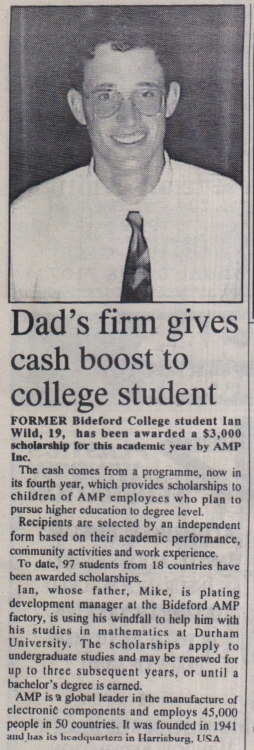 Dad's firm gives
cash boost to
college student
FORMER Bideford College student Ian
Wild, 19, has been awarded a $3,000
scholarship for this academic year by AMP
Inc.
The cash comes from a programme, now in
its fourth year, which provides scholarships to
children of AMP employees who plan to
pursue higher education to degree level.
Recipients are selected by an independent
form based on their academic performance,
community activities and work experience.
To date, 97 students from 18 countries have
been awarded scholarships.
Ian, whose father, Mike, is plating
development manager at the Bideford AMP
factory, is using his windfall to help him with
his studies in mathematics at Durham
University. The scholarships apply to
undergraduate studies and may be renewed for
up to three subsequent years, or until a
bachelor's degree is earned.
AMP is a global leader in the manufacture of
electronic components and employs 45,000
people in 50 countries. It was founded in 1941
and has its headquarters in Harrisburg, USA